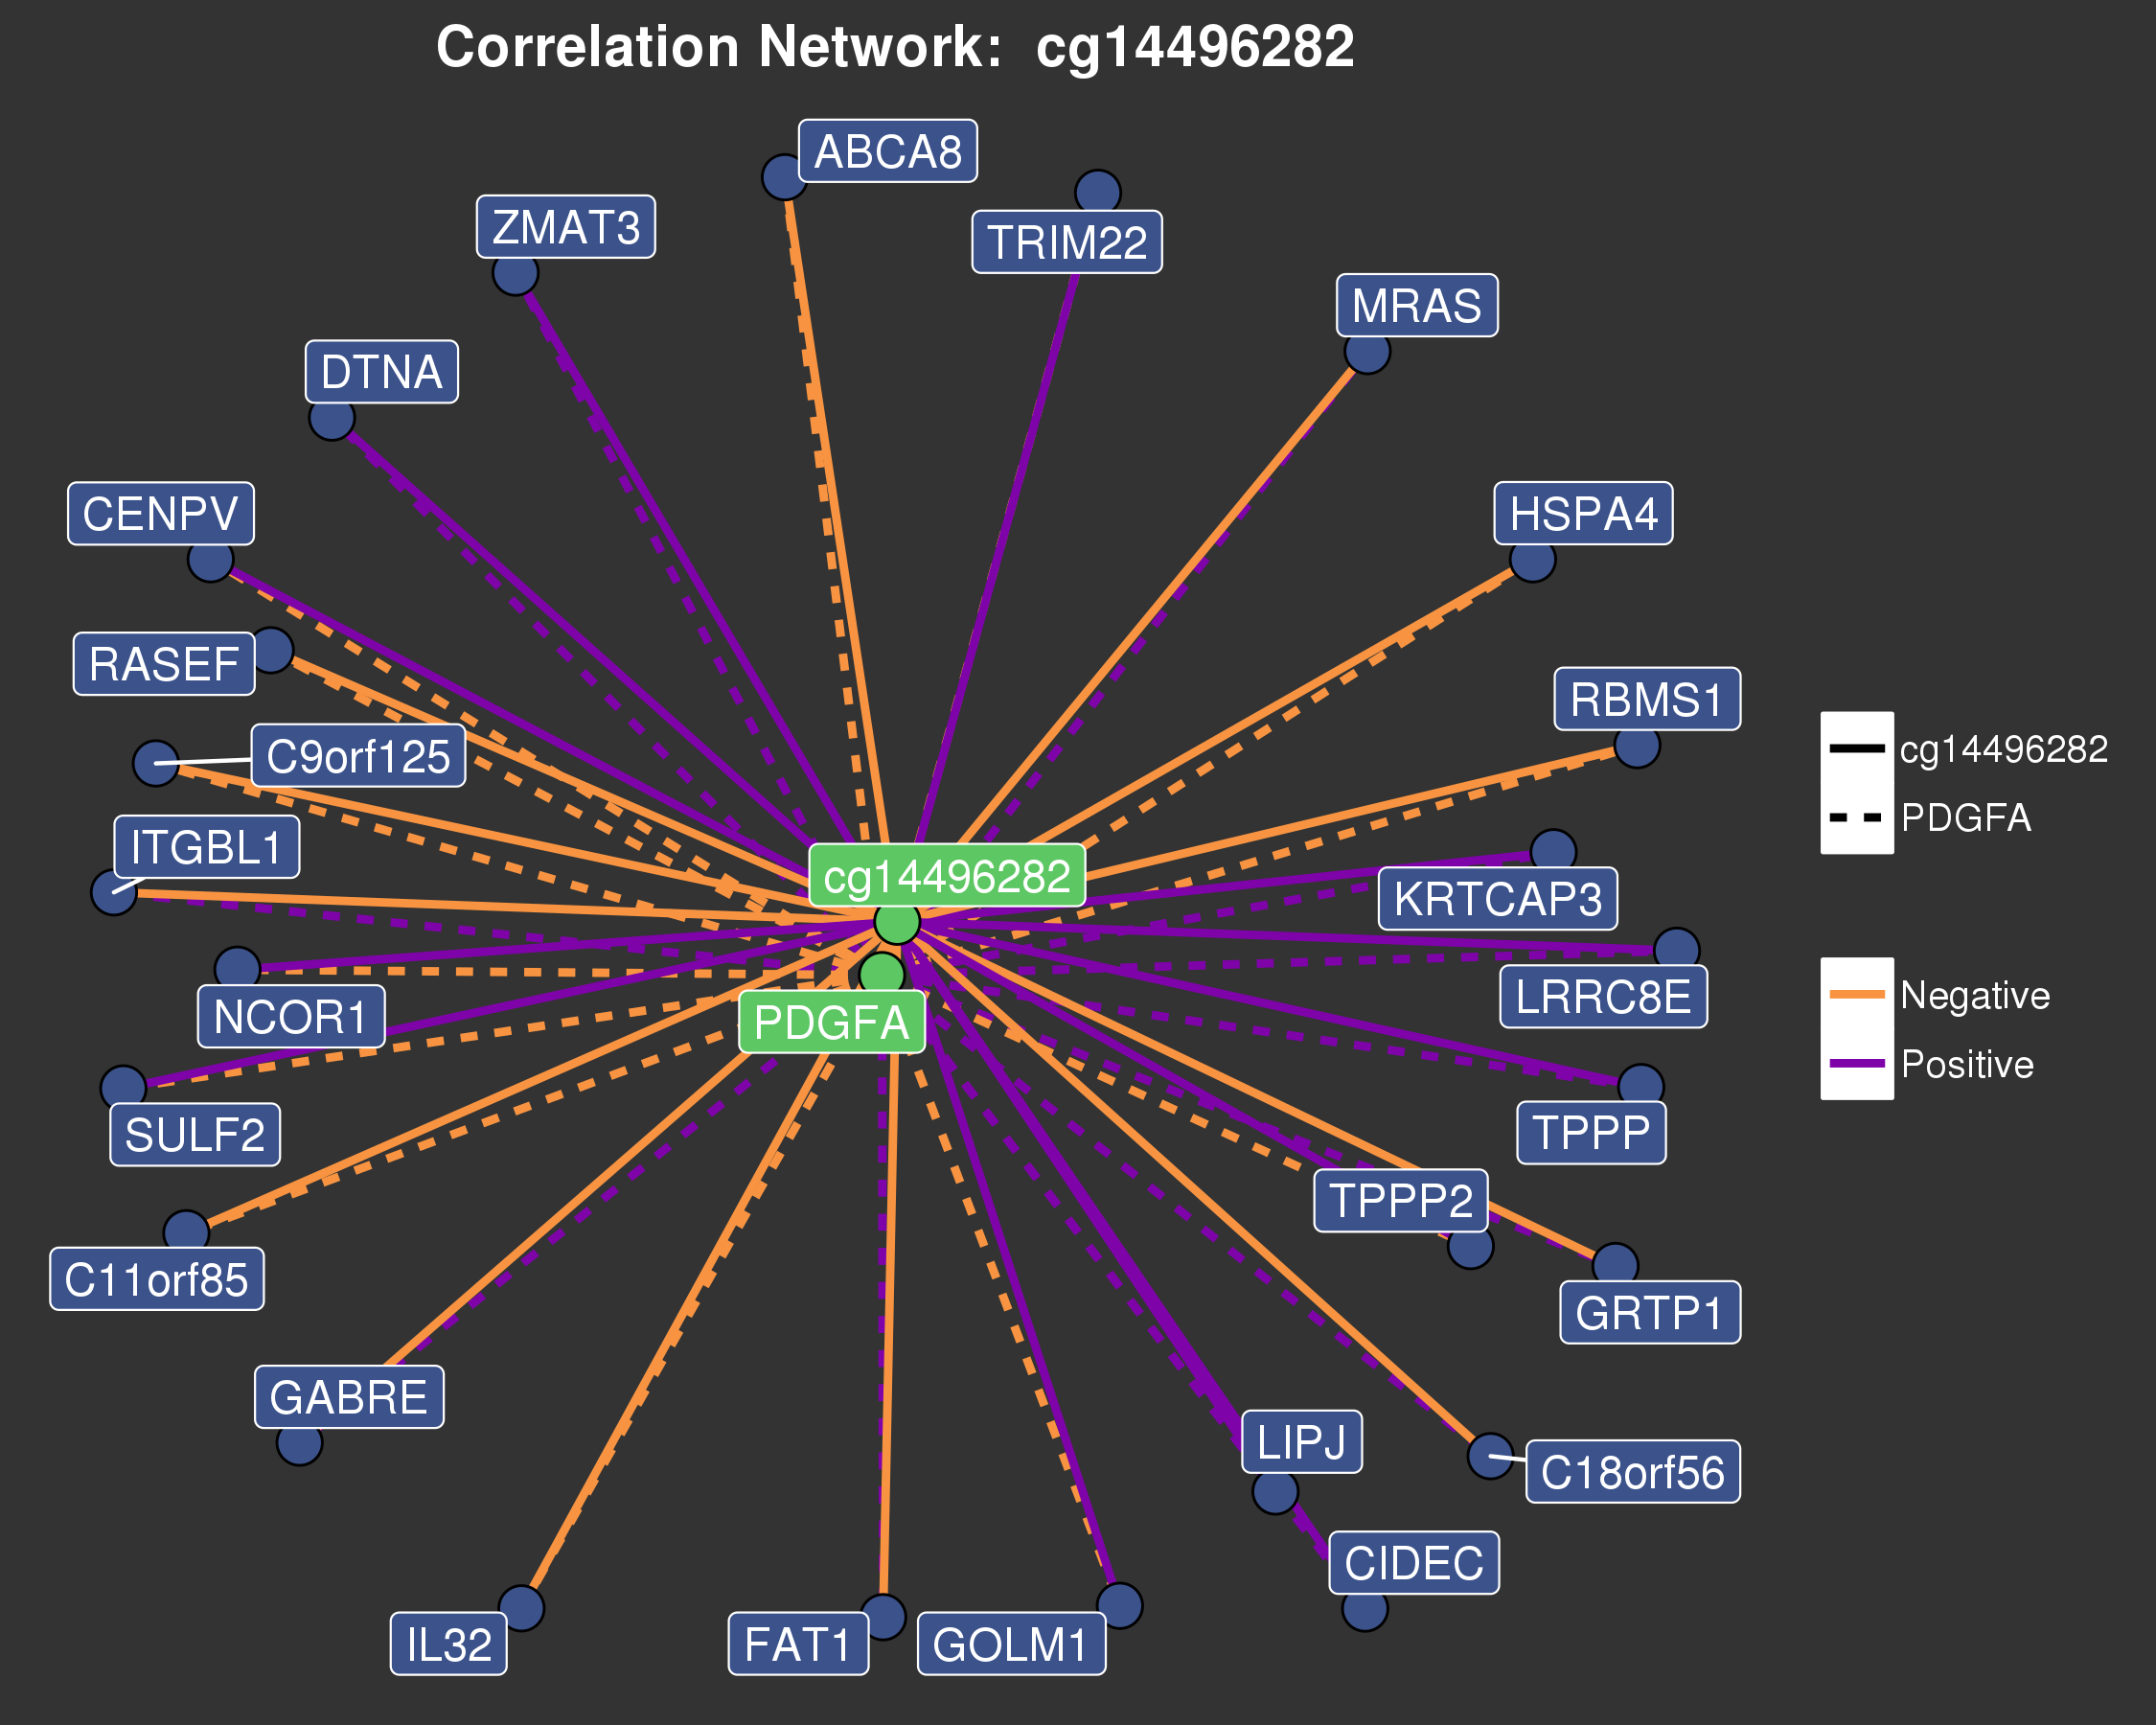 Correlation Network: cg14496282
ABCA8
ZMAT3
TRIM22
MRAS
DTNA
CENPV
HSPA4
RASEF
RBMS1
C9orf125
cg14496282
ITGBL1
PDGFA
cg14496282
KRTCAP3
LRRC8E
Negative
NCOR1
PDGFA
Positive
SULF2
TPPP
TPPP2
C11orf85
GRTP1
GABRE
LIPJ
C18orf56
CIDEC
IL32
FAT1
GOLM1